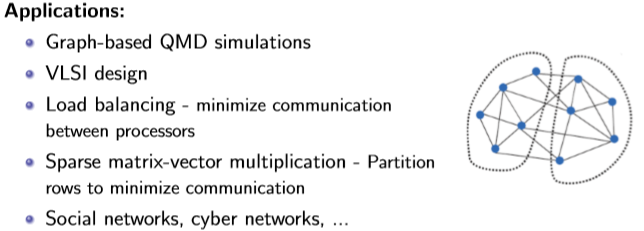 Applications:
Graph-based QMD simulations
VLSI design
Load balancing - minimize communication
between processors
Sparse matrix-vector multiplication - Partition
rows to minimize communication
Social networks, cyber networks, ...